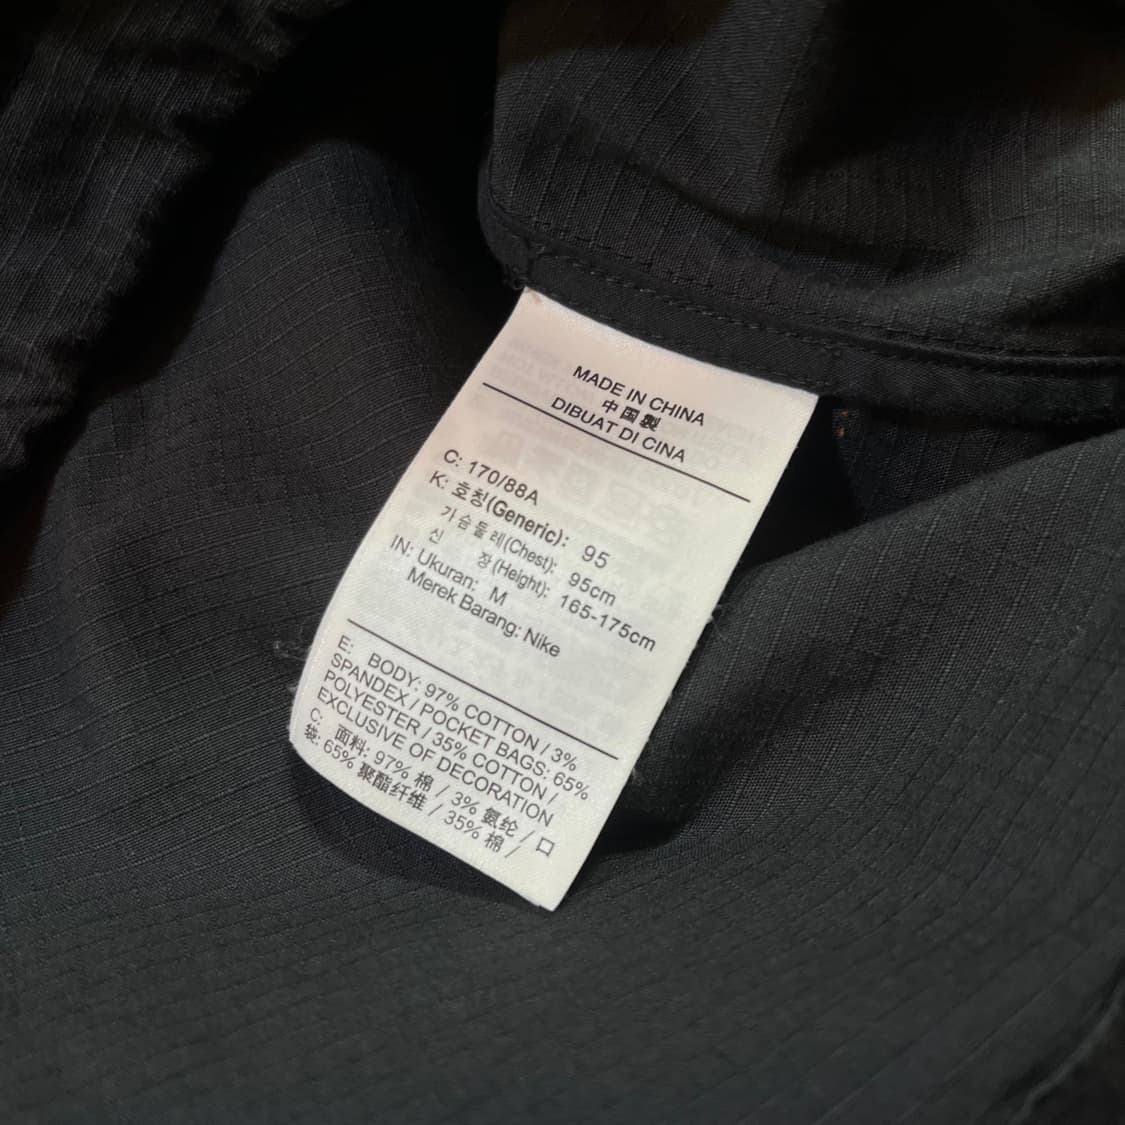 MADE IN CHINA
中国製
DIBUAT DI CINA
C: 170/88A
K: 호칭(Generic): 95
가슴둘레(Chest): 95cm
신 장(Height): 165-175cm
IN: Ukuran: M
Merek Barang: Nike
E: BODY: 97% COTTON / 3%
SPANDEX / POCKET BAGS: 65%
POLYESTER / 35% COTTON /
EXCLUSIVE OF DECORATION
C: 面料: 97% 棉 / 3% 氨纶 / 口
袋: 65% 聚酯纤维 / 35% 棉 /